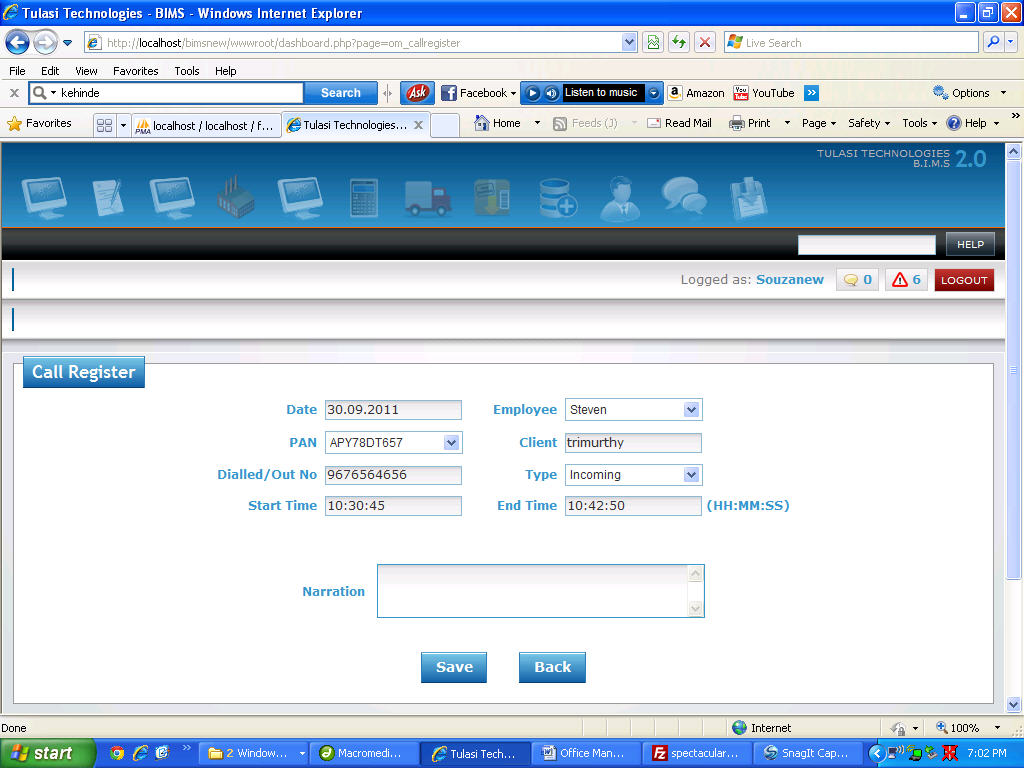 Tulasi Technologies - BIMS - Windows Internet Explorer
http://localhost/bimsnew/wwwroot/dashboard.php?page=om_callregister
Live Search
File Edit View Favorites Tools Help
kehinde Search Ask Facebook Listen to music Amazon You Tube YouTube » Options
Favorites PMA localhost / localhost / f... Tulasi Technologies... X Home Feeds (J) Read Mail Print Page Safety Tools Help »
TULASI TECHNOLOGIES 2.0
B.I.M.S
HELP
Logged as: Souzanew 0 6 LOGOUT
Call Register
Date 30.09.2011 Employee Steven
PAN APY78DT657 Client trimurthy
Dialled/Out No 9676564656 Type Incoming
Start Time 10:30:45 End Time 10:42:50 (HH:MM:SS)
Narration
Save Back
Done Internet 100%
start » 2 Window... Macromedi... Tulasi Tech... Office Man... spectacular... SnagIt Cap... 7:02 PM